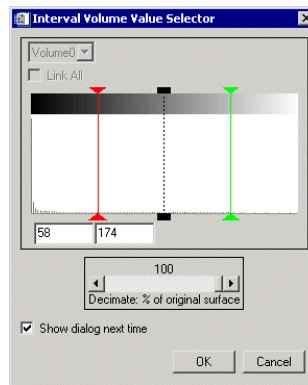 Interval Volume Value Selector
Volume0
Link All
58 174
100
Decimate: % of original surface
Show dialog next time
OK Cancel